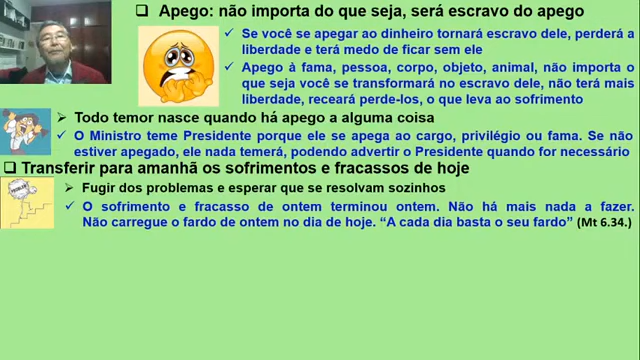 Apego: não importa do que seja, será escravo do apego
Se você se apegar ao dinheiro tornará escravo dele, perderá a
liberdade e terá medo de ficar sem ele
Apego à fama, pessoa, corpo, objeto, animal, não importa o
que seja você se transformará no escravo dele, não terá mais
liberdade, receará perde-los, o que leva ao sofrimento
Todo temor nasce quando há apego a alguma coisa
O Ministro teme Presidente porque ele se apega ao cargo, privilégio ou fama. Se não
estiver apegado, ele nada temerá, podendo advertir o Presidente quando for necessário
Transferir para amanhã os sofrimentos e fracassos de hoje
Fugir dos problemas e esperar que se resolvam sozinhos
O sofrimento e fracasso de ontem terminou ontem. Não há mais nada a fazer.
Não carregue o fardo de ontem no dia de hoje. “A cada dia basta o seu fardo” (Mt 6.34.)